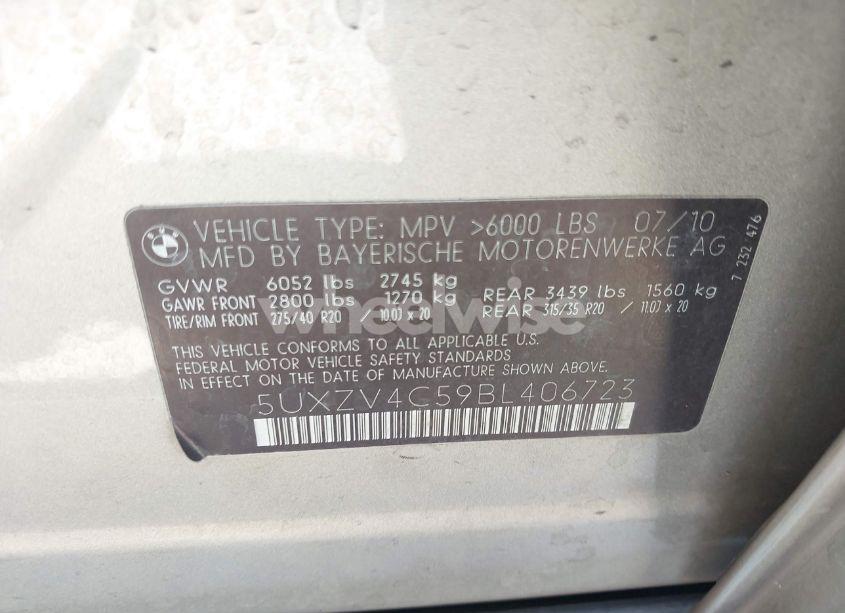 BMW
VEHICLE TYPE: MPV >6000 LBS 07/10
MFD BY BAYERISCHE MOTORENWERKE AG
7 232 476
GVWR 6052 lbs 2745 kg
GAWR FRONT 2800 lbs 1270 kg REAR 3439 lbs 1560 kg
TIRE/RIM FRONT 275/40 R20 / 10.0J x 20 REAR 315/35 R20 / 11.0J x 20
wheelwise
THIS VEHICLE CONFORMS TO ALL APPLICABLE U.S.
FEDERAL MOTOR VEHICLE SAFETY STANDARDS
IN EFFECT ON THE DATE OF MANUFACTURE SHOWN ABOVE.
5UXZV4C59BL406723